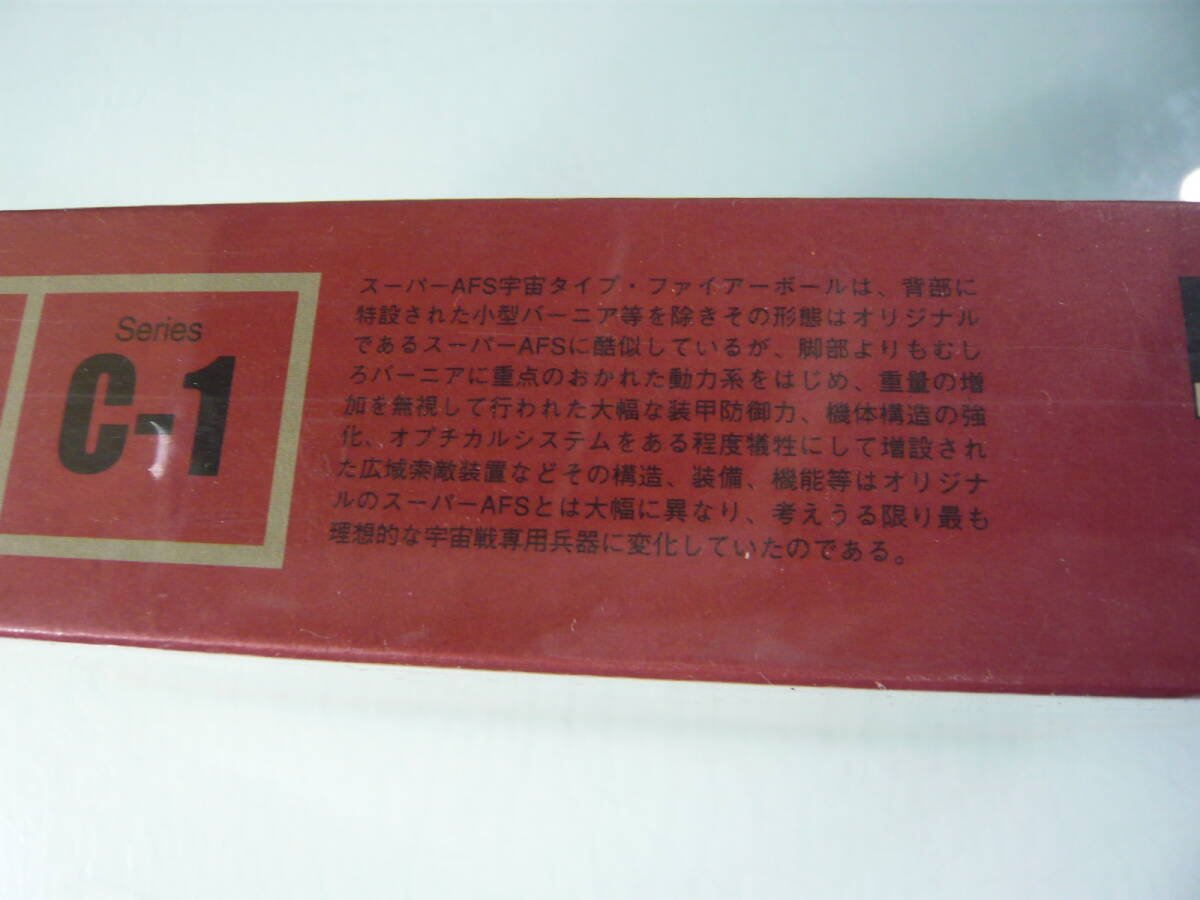 Series
C-1
スーパーAFS宇宙タイプ・ファイアーボールは、背部に
特設された小型バーニア等を除きその形態はオリジナル
であるスーパーAFSに酷似しているが、脚部よりもむし
ろバーニアに重点のおかれた動力系をはじめ、重量の増
加を無視して行われた大幅な装甲防御力、機体構造の強
化、オプチカルシステムをある程度犠牲にして増設され
た広域索敵装置などその構造、装備、機能等はオリジナ
ルのスーパーAFSとは大幅に異なり、考えうる限り最も
理想的な宇宙戦専用兵器に変化していたのである。